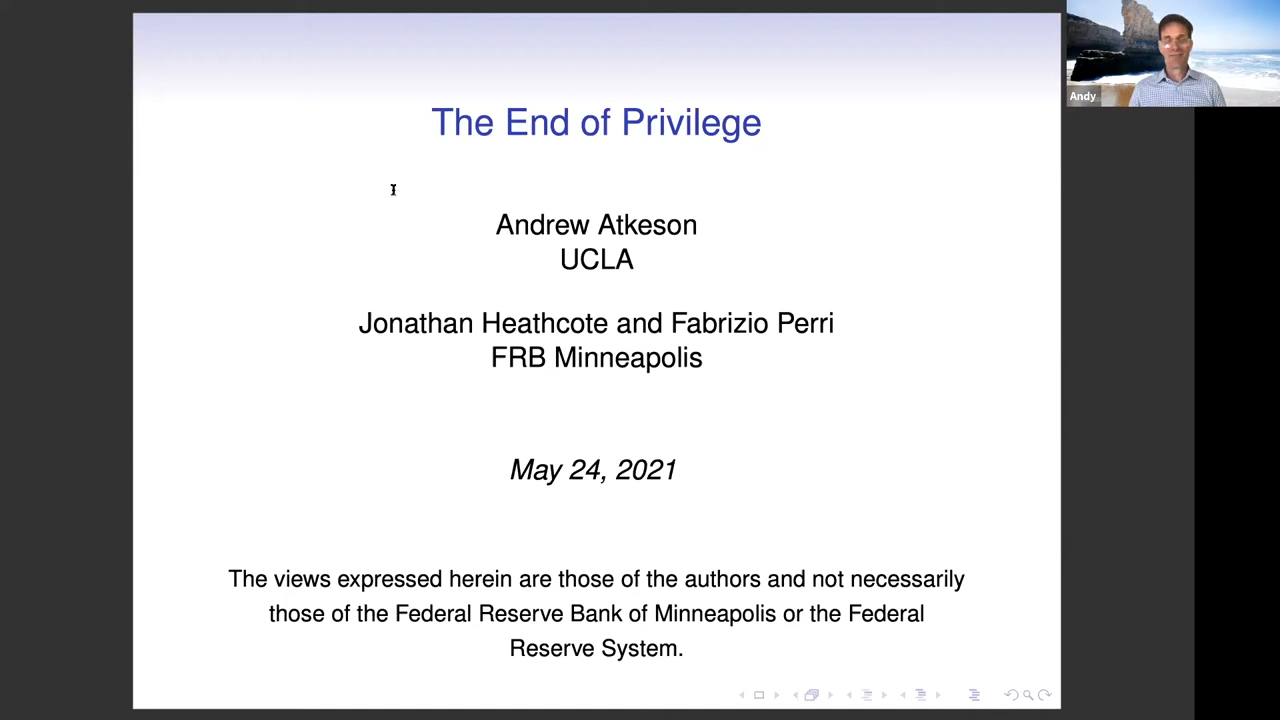 The End of Privilege
Andrew Atkeson
UCLA
Jonathan Heathcote and Fabrizio Perri
FRB Minneapolis
May 24, 2021
The views expressed herein are those of the authors and not necessarily
those of the Federal Reserve Bank of Minneapolis or the Federal
Reserve System.
Andy